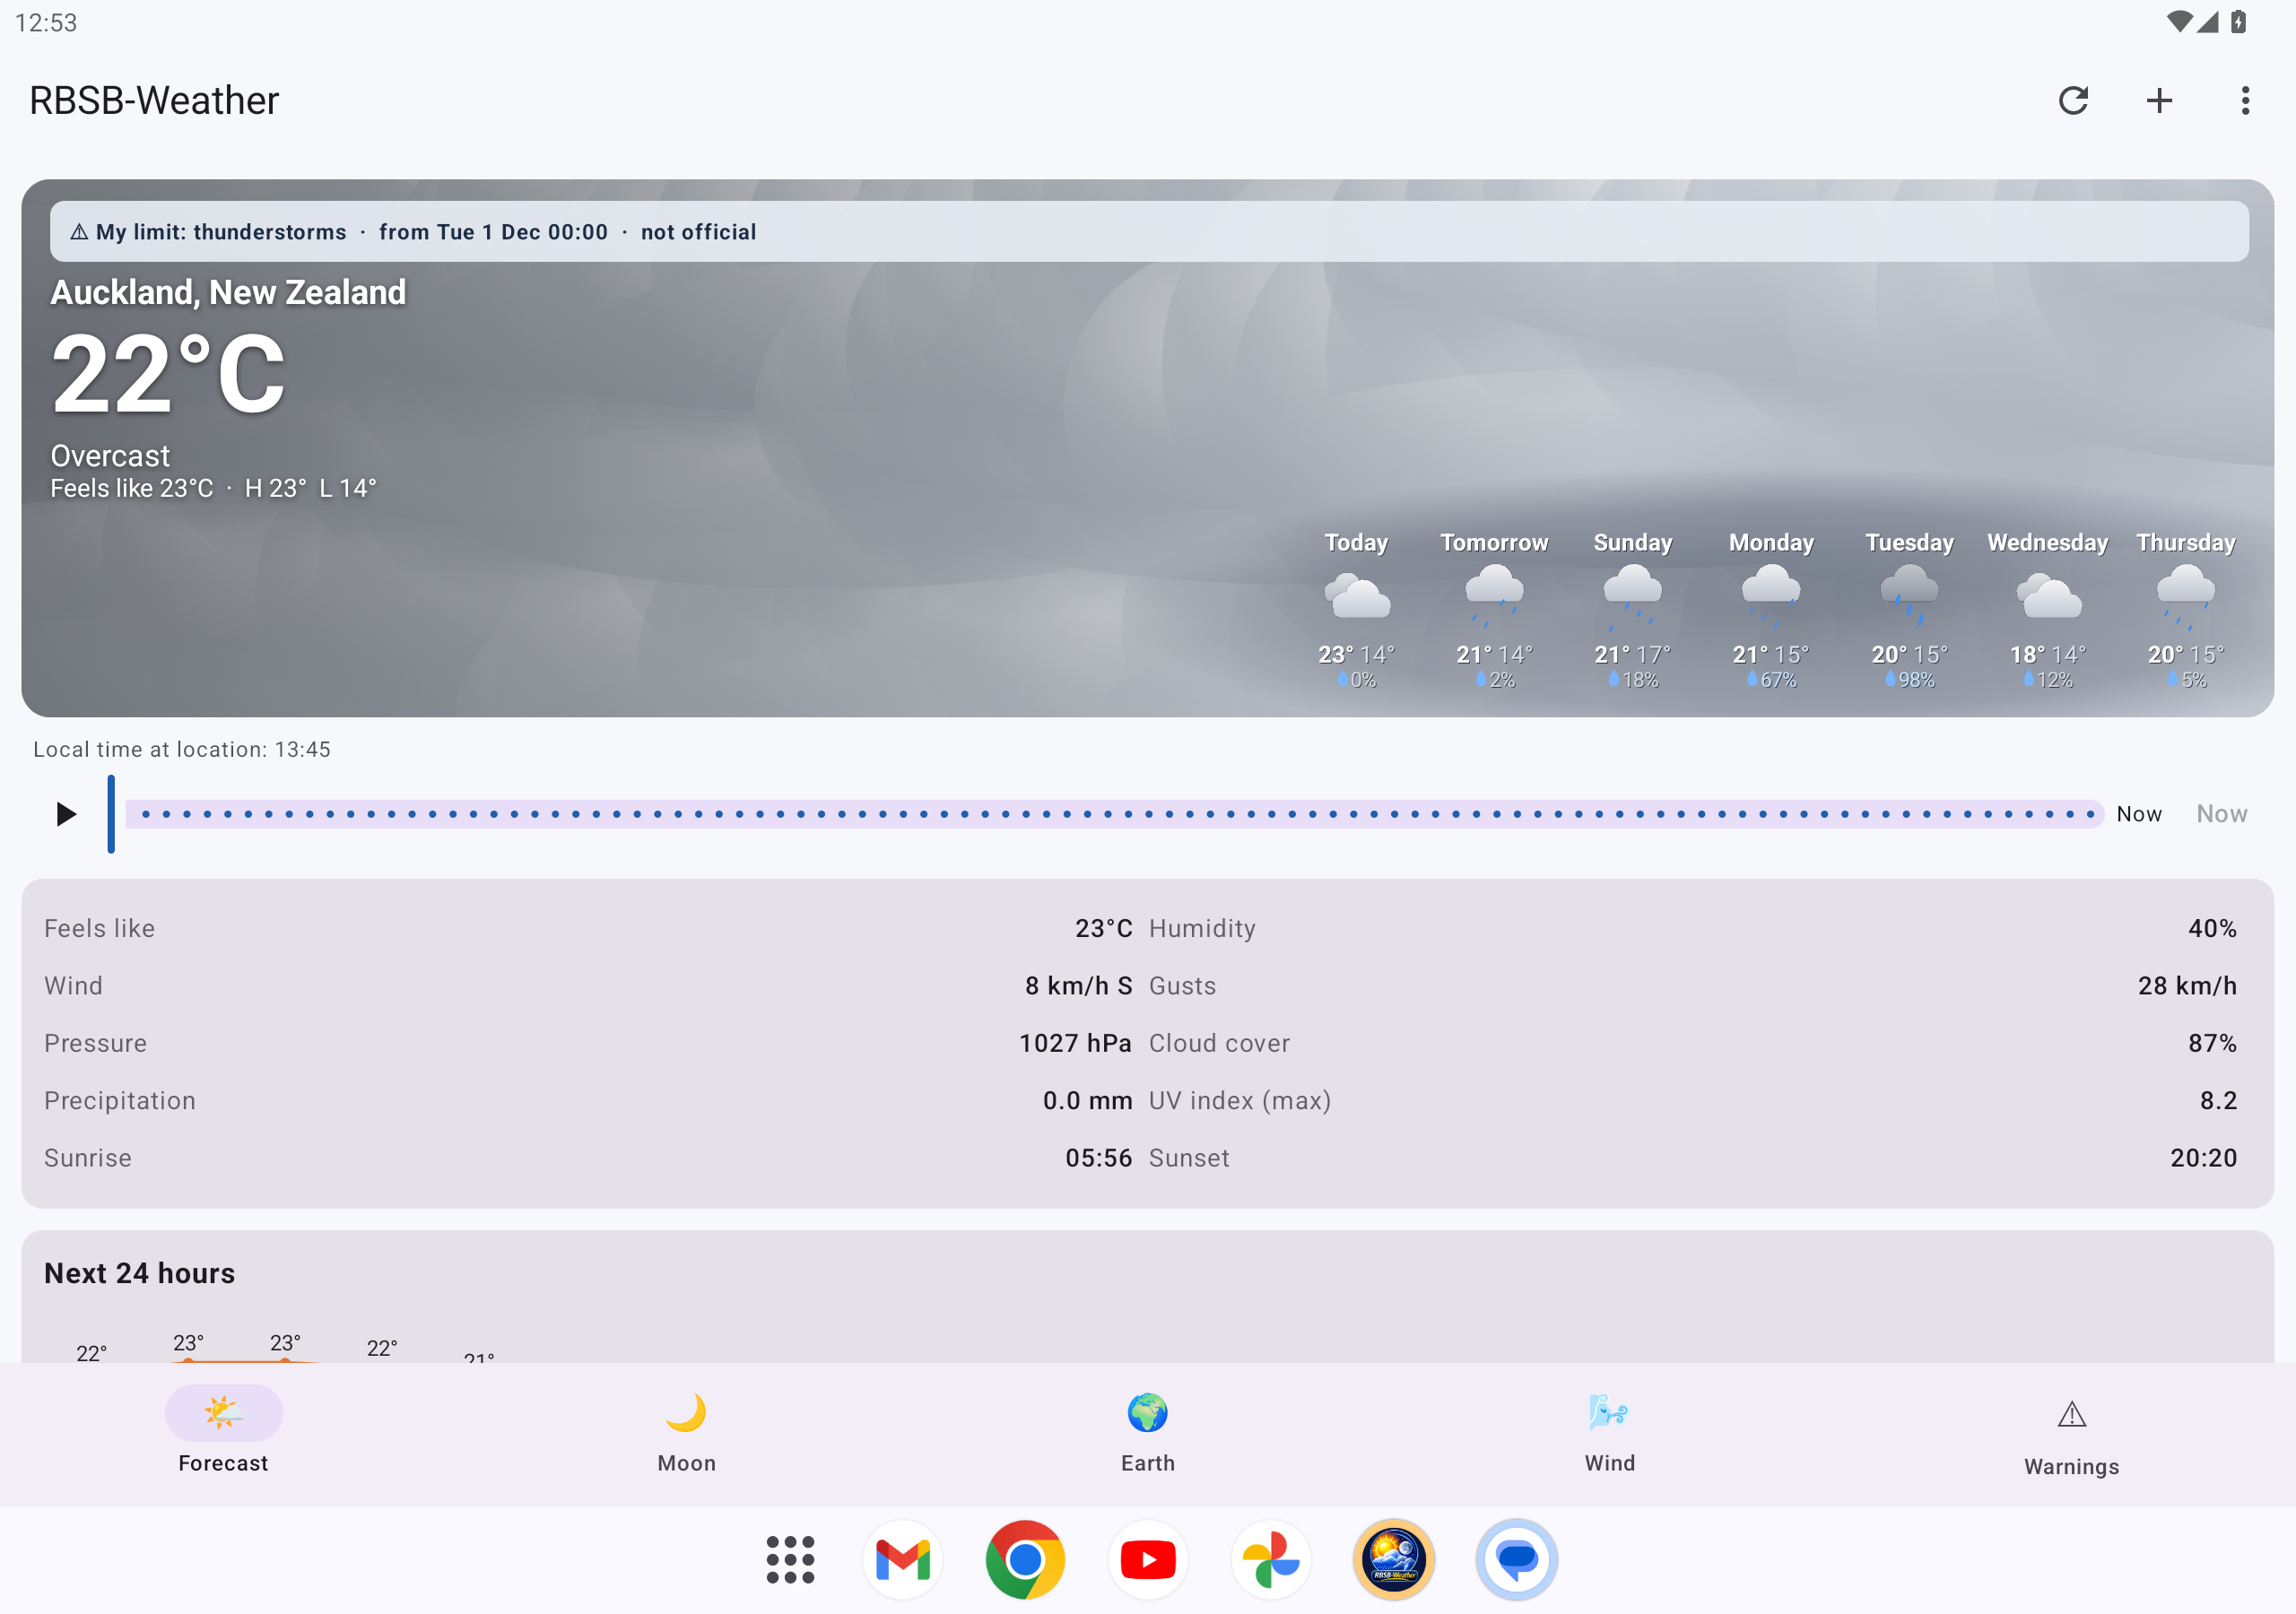 12:53
RBSB-Weather
⚠ My limit: thunderstorms · from Tue 1 Dec 00:00 · not official
Auckland, New Zealand
22°C
Overcast
Feels like 23°C · H 23° L 14°
Today Tomorrow Sunday Monday Tuesday Wednesday Thursday
23° 14° 21° 14° 21° 17° 21° 15° 20° 15° 18° 14° 20° 15°
0% 2% 18% 67% 98% 12% 5%
Local time at location: 13:45
Now Now
Feels like 23°C Humidity 40%
Wind 8 km/h S Gusts 28 km/h
Pressure 1027 hPa Cloud cover 87%
Precipitation 0.0 mm UV index (max) 8.2
Sunrise 05:56 Sunset 20:20
Next 24 hours
22° 23° 23° 22° 21°
Forecast Moon Earth Wind Warnings
RBSB-Weather